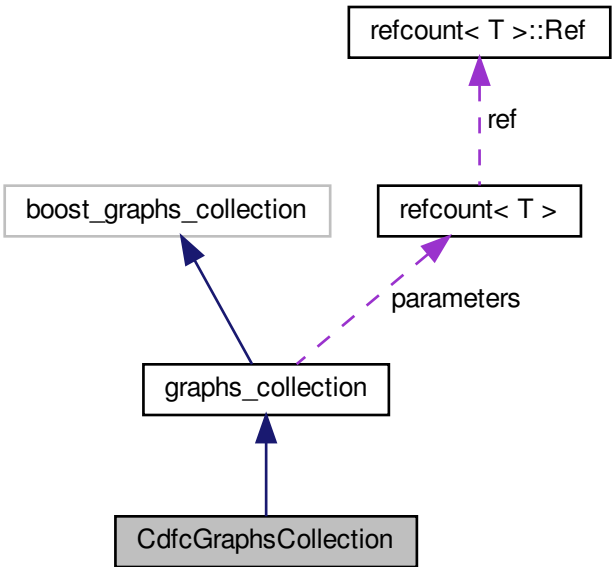 refcount< T >::Ref
ref
boost_graphs_collection
refcount< T >
parameters
graphs_collection
CdfcGraphsCollection